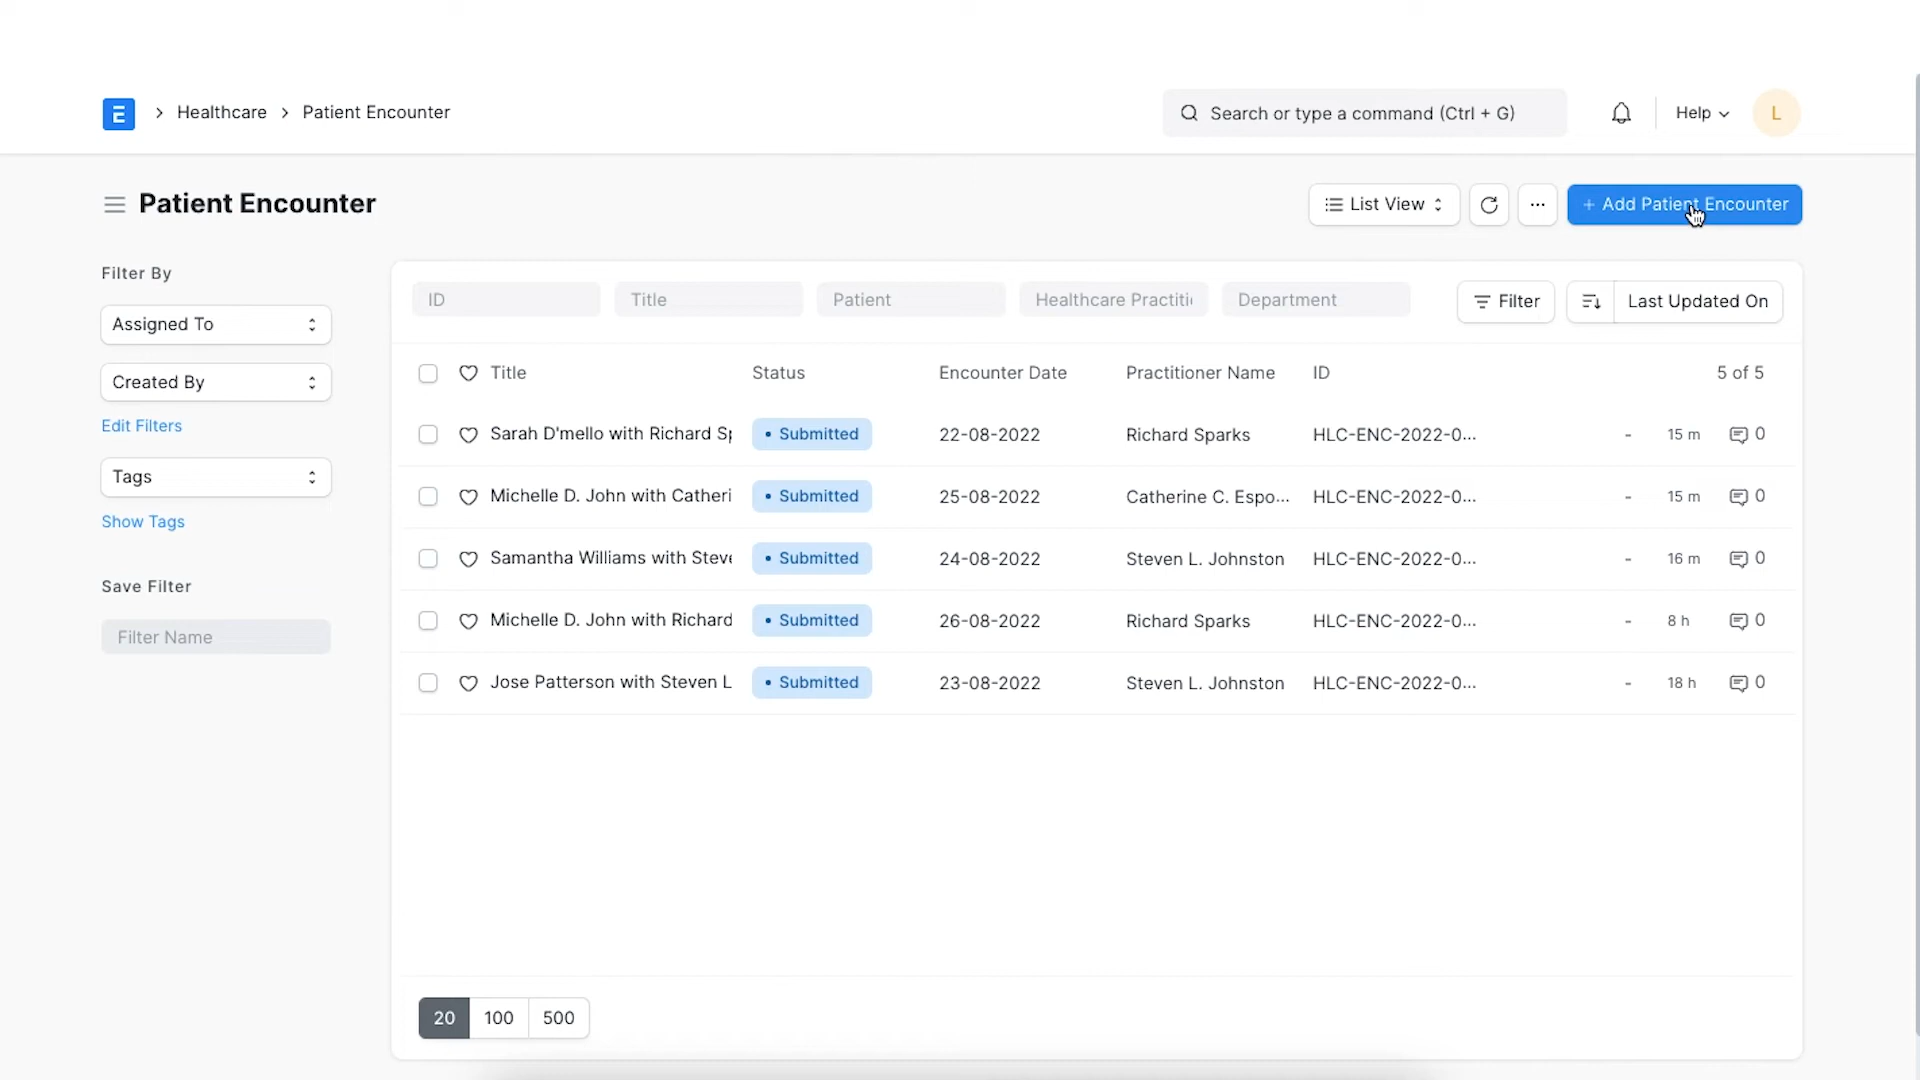 E > Healthcare > Patient Encounter Search or type a command (Ctrl + G) Help L
Patient Encounter List View ... + Add Patient Encounter
Filter By
ID Title Patient Healthcare Practiti Department Filter Last Updated On
Assigned To
Title Status Encounter Date Practitioner Name ID 5 of 5
Created By
Edit Filters
Sarah D'mello with Richard Sp • Submitted 22-08-2022 Richard Sparks HLC-ENC-2022-0... - 15 m 0
Tags
Michelle D. John with Catheri • Submitted 25-08-2022 Catherine C. Espo... HLC-ENC-2022-0... - 15 m 0
Show Tags
Samantha Williams with Steve • Submitted 24-08-2022 Steven L. Johnston HLC-ENC-2022-0... - 16 m 0
Save Filter
Michelle D. John with Richard • Submitted 26-08-2022 Richard Sparks HLC-ENC-2022-0... - 8 h 0
Filter Name
Jose Patterson with Steven L • Submitted 23-08-2022 Steven L. Johnston HLC-ENC-2022-0... - 18 h 0
20 100 500